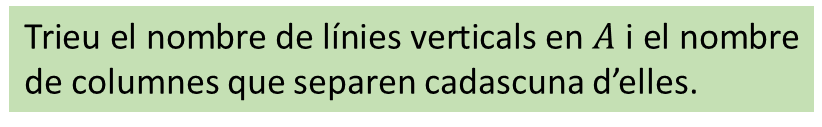 Trieu el nombre de línies verticals en A i el nombre
de columnes que separen cadascuna d’elles.